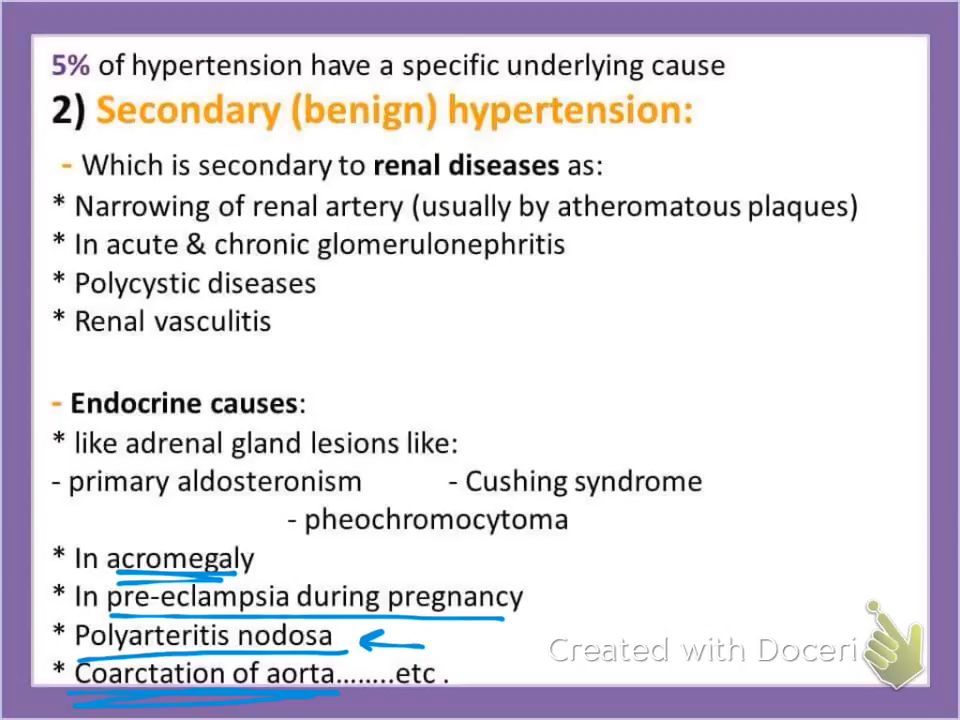 5% of hypertension have a specific underlying cause
2) Secondary (benign) hypertension:
- Which is secondary to renal diseases as:
* Narrowing of renal artery (usually by atheromatous plaques)
* In acute & chronic glomerulonephritis
* Polycystic diseases
* Renal vasculitis
- Endocrine causes:
* like adrenal gland lesions like:
- primary aldosteronism - Cushing syndrome
- pheochromocytoma
* In acromegaly
* In pre-eclampsia during pregnancy
* Polyarteritis nodosa
Created with Doceri
* Coarctation of aorta........etc .